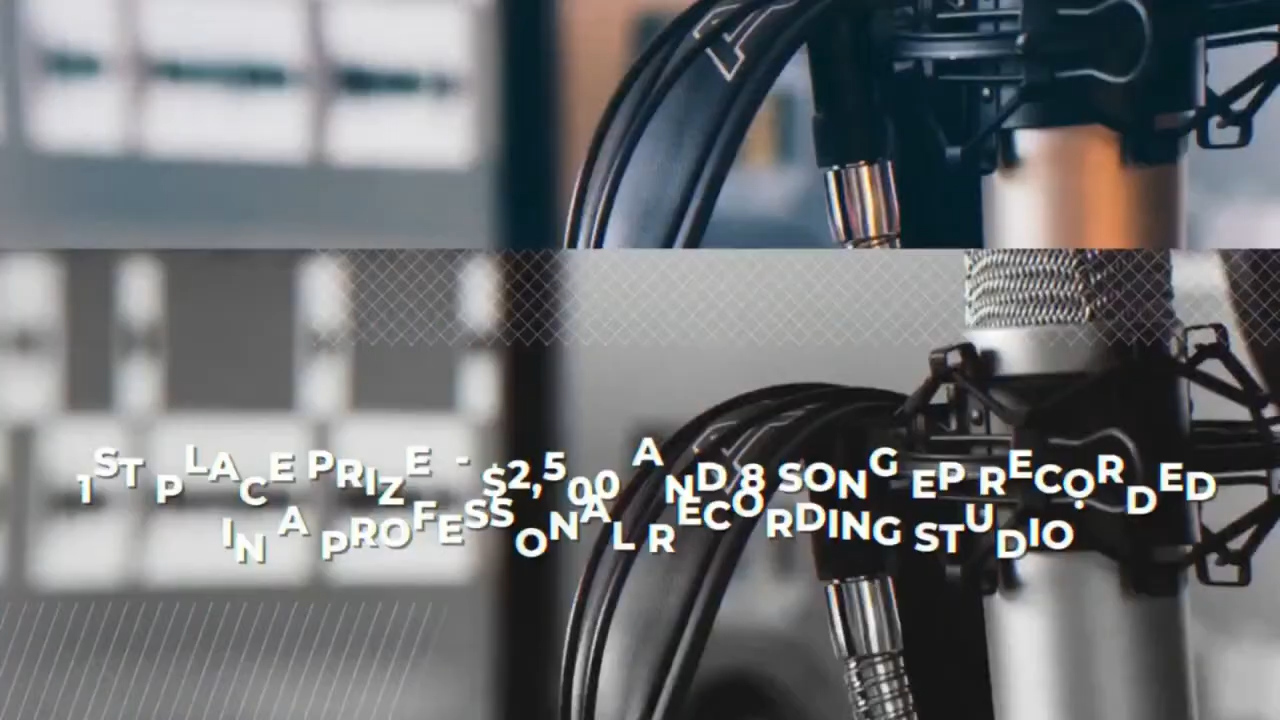 1ST PLACE PRIZE - $2,500 AND 8 SONG EP RECORDED
IN A PROFESSIONAL RECORDING STUDIO.